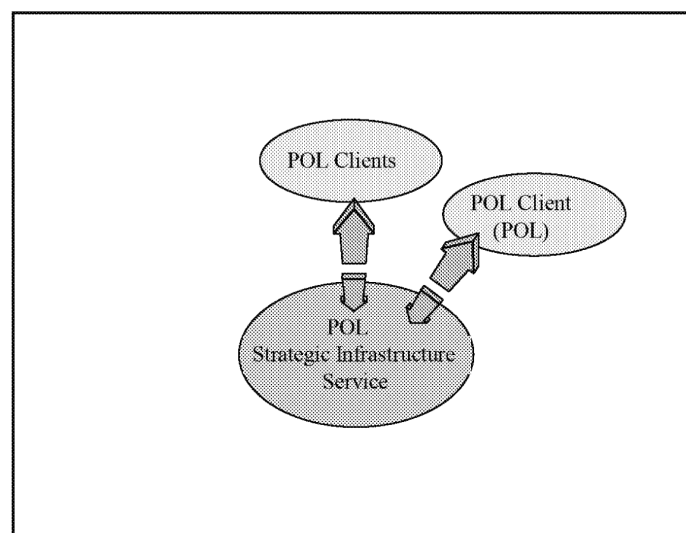 POL Clients
POL Client
(POL)
POL
Strategic Infrastructure
Service